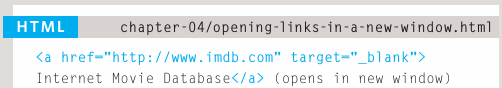 HTML chapter-04/opening-links-in-a-new-window.html
<a href="http://www.imdb.com" target="_blank">
Internet Movie Database</a> (opens in new window)